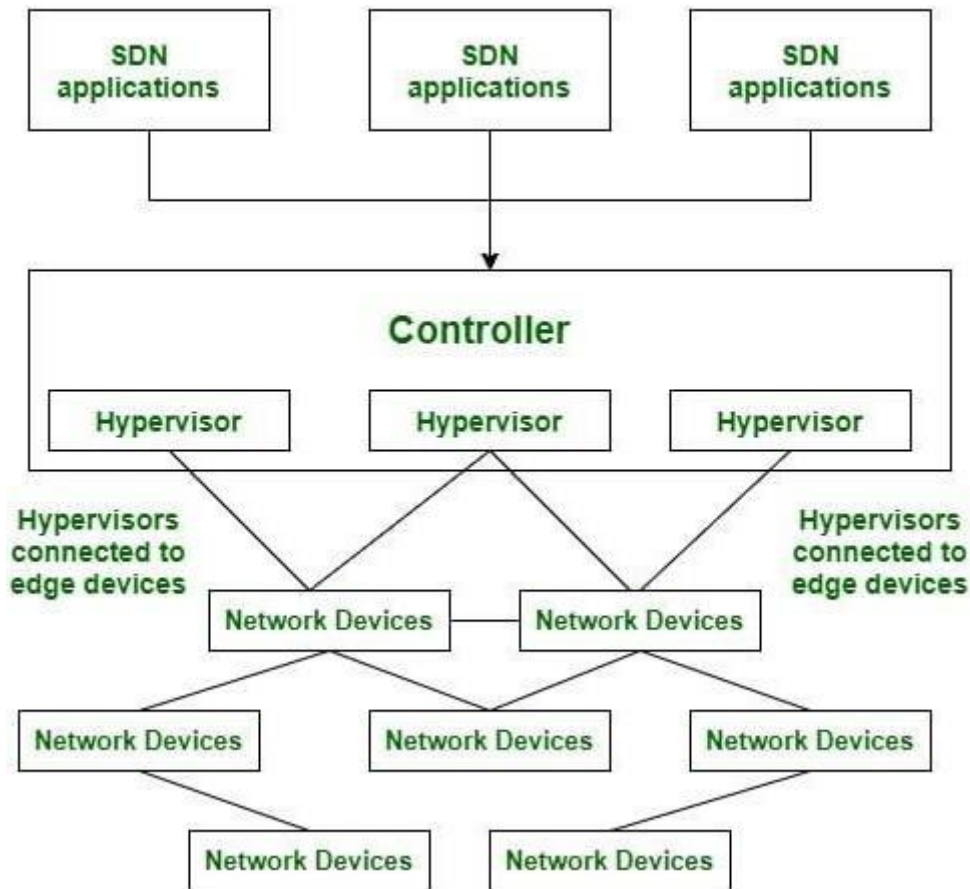 SDN
applications
SDN
applications
SDN
applications
Controller
Hypervisor
Hypervisor
Hypervisor
Hypervisors
connected to
edge devices
Hypervisors
connected to
edge devices
Network Devices
Network Devices
Network Devices
Network Devices
Network Devices
Network Devices
Network Devices